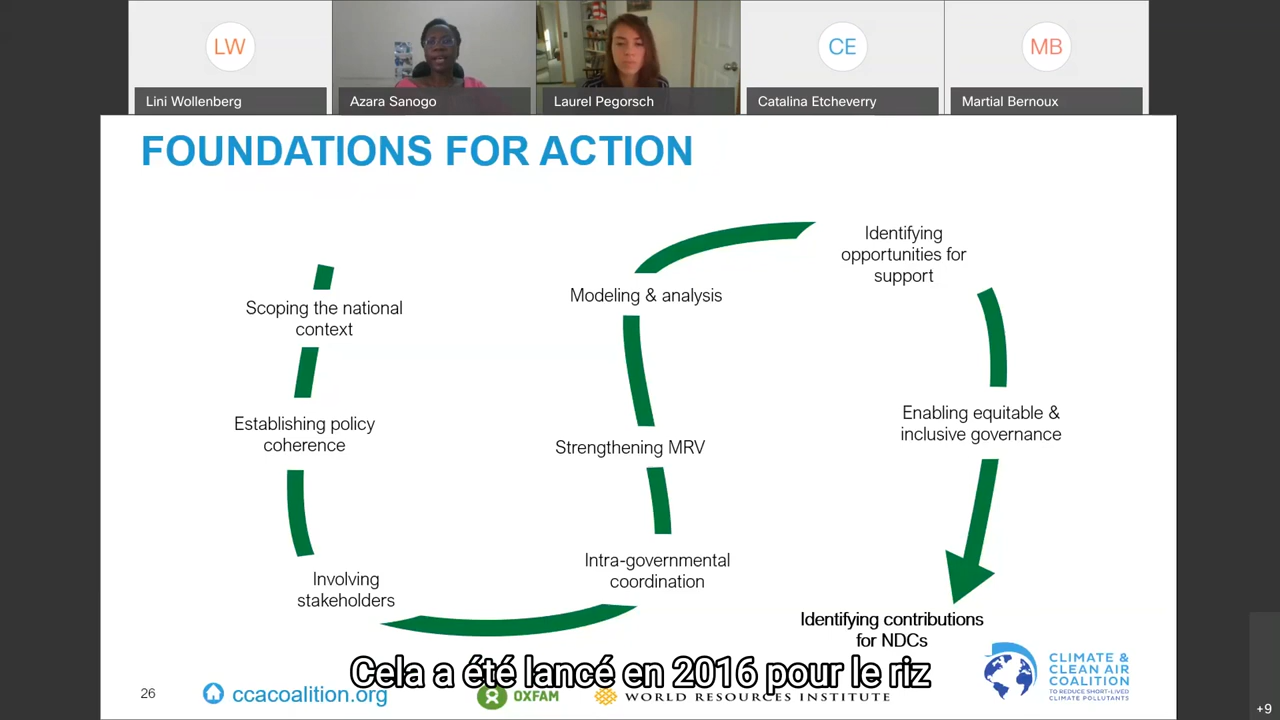 LW
CE
MB
Lini Wollenberg
Azara Sanogo
Laurel Pegorsch
Catalina Etcheverry
Martial Bernoux
FOUNDATIONS FOR ACTION
Scoping the national
context
Establishing policy
coherence
Involving
stakeholders
Intra-governmental
coordination
Strengthening MRV
Modeling & analysis
Identifying
opportunities for
support
Enabling equitable &
inclusive governance
Identifying contributions
for NDCs
Cela a été lancé en 2016 pour le riz
26
ccacoalition.org
OXFAM
WORLD RESOURCES INSTITUTE
CLIMATE &
CLEAN AIR
COALITION
TO REDUCE SHORT-LIVED
CLIMATE POLLUTANTS
+9